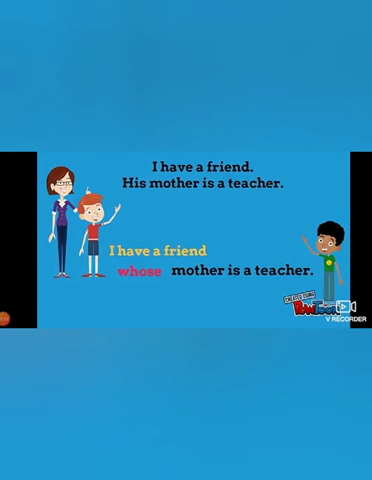 I have a friend.
His mother is a teacher.
I have a friend
whose mother is a teacher.
CREATED USING
POWTOON
V RECORDER